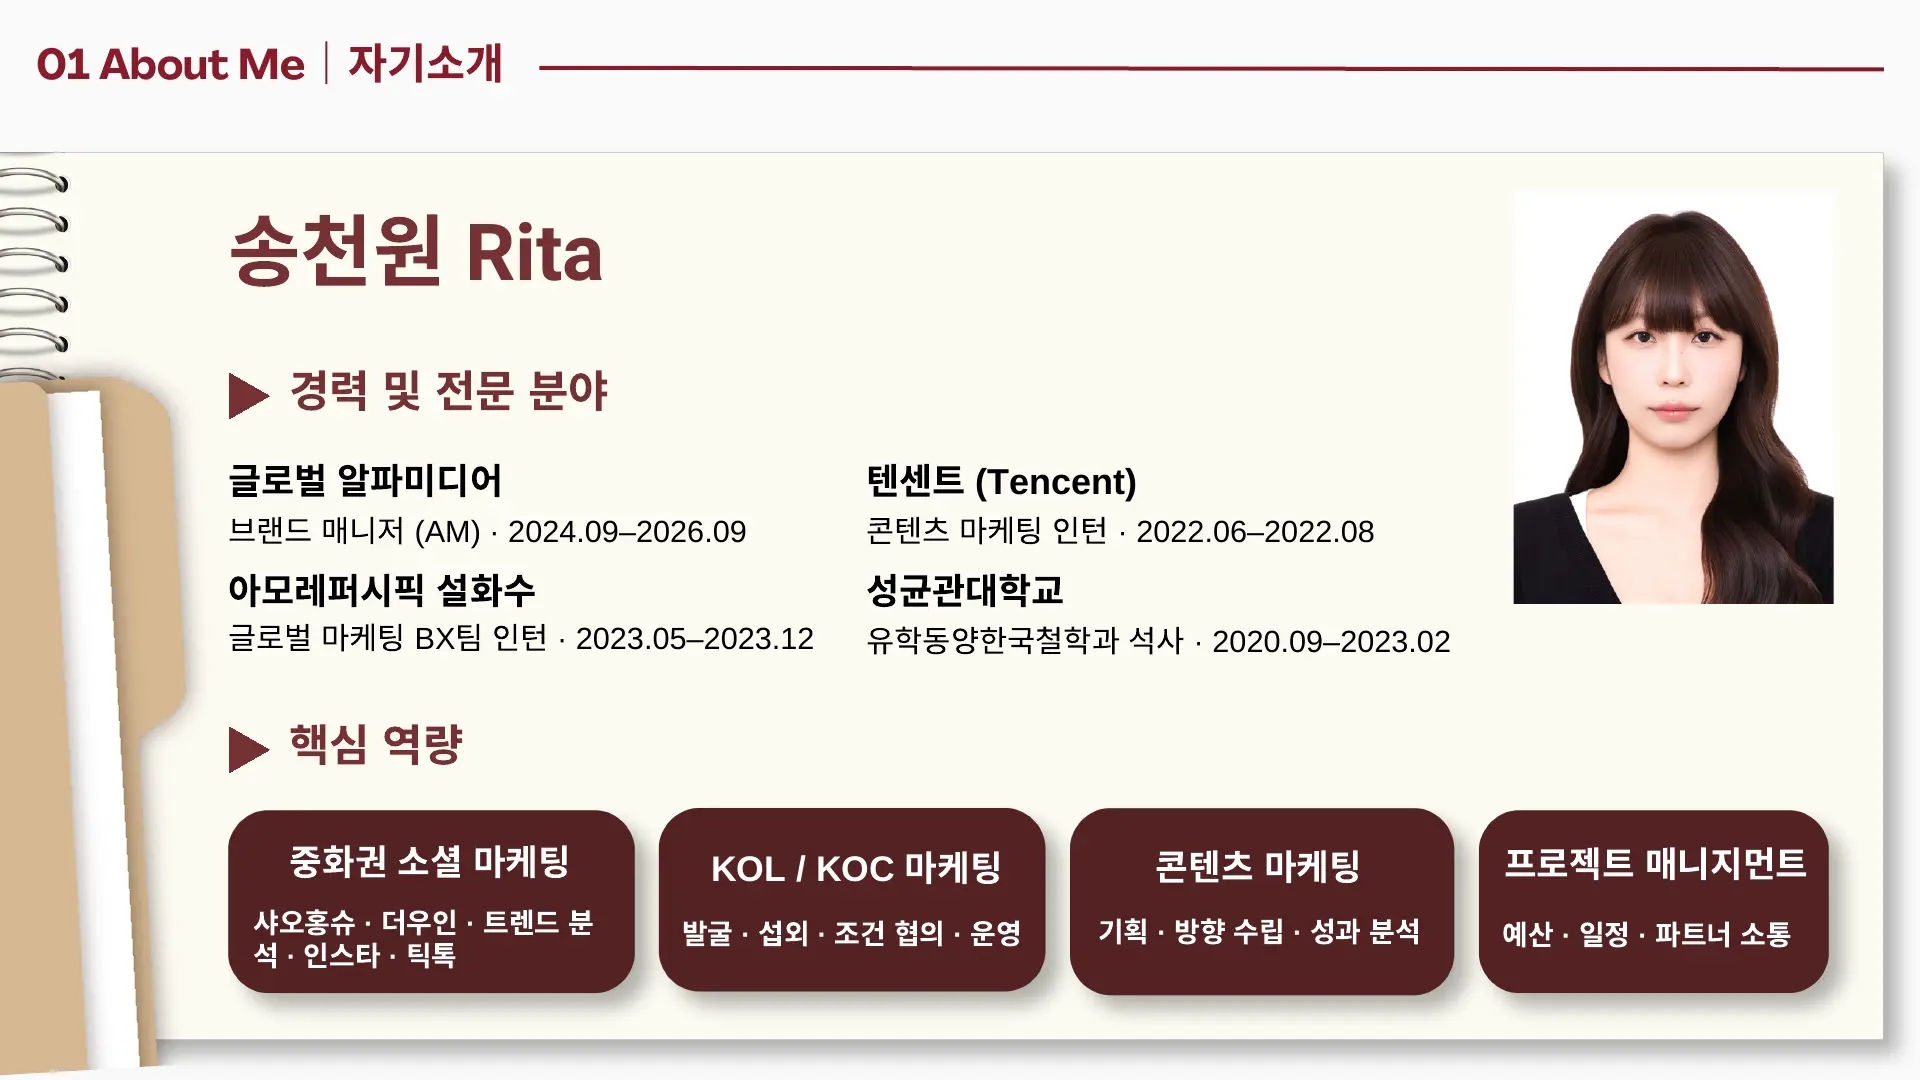 01 About Me | 자기소개
송천원 Rita
경력 및 전문 분야
글로벌 알파미디어
브랜드 매니저 (AM) · 2024.09–2026.09
텐센트 (Tencent)
콘텐츠 마케팅 인턴 · 2022.06–2022.08
아모레퍼시픽 설화수
글로벌 마케팅 BX팀 인턴 · 2023.05–2023.12
성균관대학교
유학동양한국철학과 석사 · 2020.09–2023.02
핵심 역량
중화권 소셜 마케팅
샤오홍슈 · 더우인 · 트렌드 분
석 · 인스타 · 틱톡
KOL / KOC 마케팅
발굴 · 섭외 · 조건 협의 · 운영
콘텐츠 마케팅
기획 · 방향 수립 · 성과 분석
프로젝트 매니지먼트
예산 · 일정 · 파트너 소통